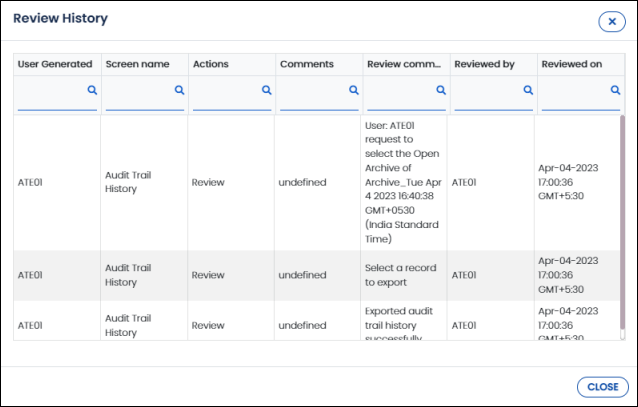 Review History
User Generated Screen name Actions Comments Review comm... Reviewed by Reviewed on
User: ATE01
request to
select the Open
Archive of
ATE01 Audit Trail History Review undefined Archive_Tue Apr ATE01 Apr-04-2023 17:00:36 GMT+5:30
4 2023 16:40:38
GMT+0530
(India Standard
Time)
ATE01 Audit Trail History Review undefined Select a record to export ATE01 Apr-04-2023 17:00:36 GMT+5:30
ATE01 Audit Trail History Review undefined Exported audit trail history successfully ATE01 Apr-04-2023 17:00:36 GMT+5:30
CLOSE